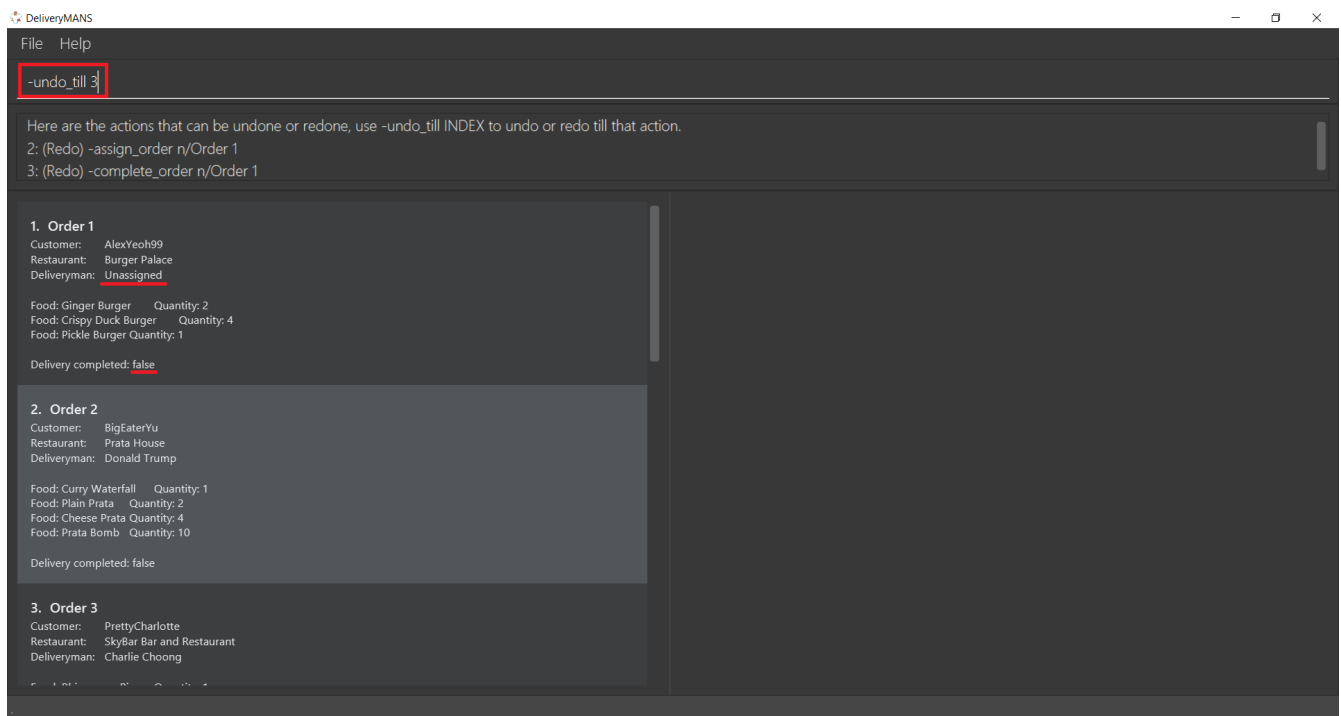 DeliveryMANS
File Help
-undo_till 3
Here are the actions that can be undone or redone, use -undo_till INDEX to undo or redo till that action.
2: (Redo) -assign_order n/Order 1
3: (Redo) -complete_order n/Order 1
1. Order 1
Customer: AlexYeoh99
Restaurant: Burger Palace
Deliveryman: Unassigned
Food: Ginger Burger Quantity: 2
Food: Crispy Duck Burger Quantity: 4
Food: Pickle Burger Quantity: 1
Delivery completed: false
2. Order 2
Customer: BigEaterYu
Restaurant: Prata House
Deliveryman: Donald Trump
Food: Curry Waterfall Quantity: 1
Food: Plain Prata Quantity: 2
Food: Cheese Prata Quantity: 4
Food: Prata Bomb Quantity: 10
Delivery completed: false
3. Order 3
Customer: PrettyCharlotte
Restaurant: SkyBar Bar and Restaurant
Deliveryman: Charlie Choong